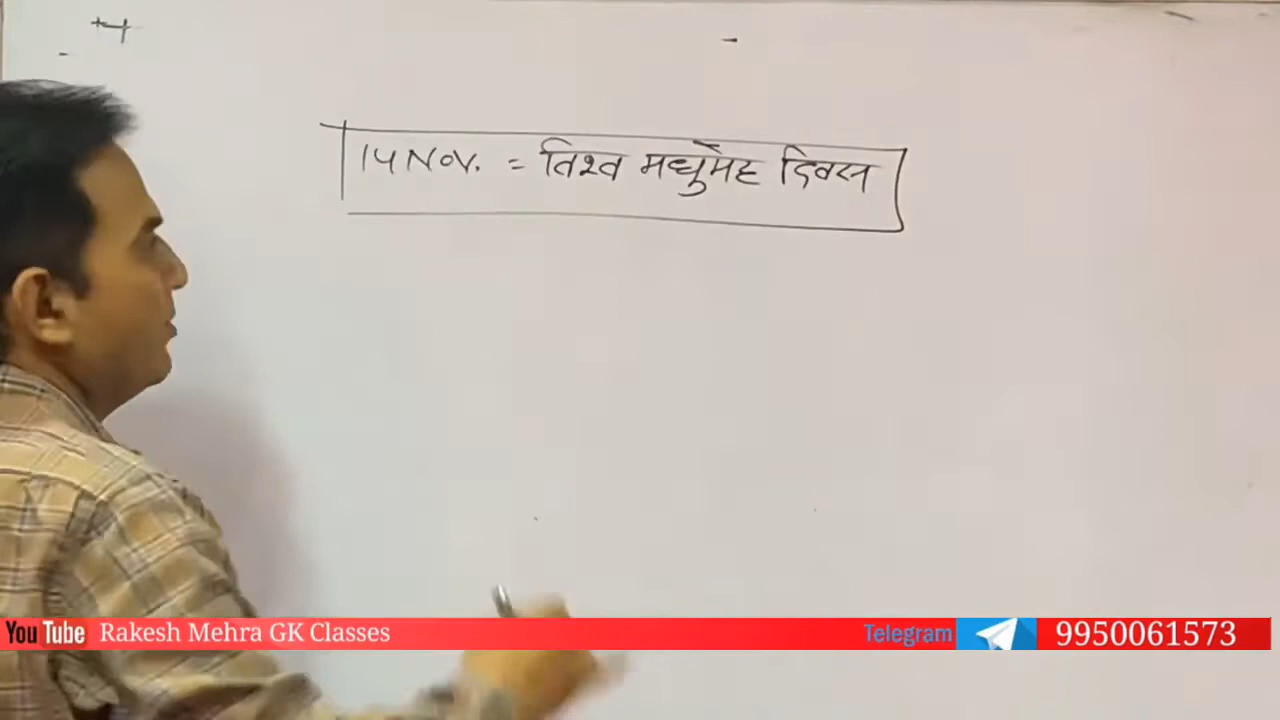 14 Nov. = विश्व मधुमेह दिवस
You Tube Rakesh Mehra GK Classes Telegram 9950061573